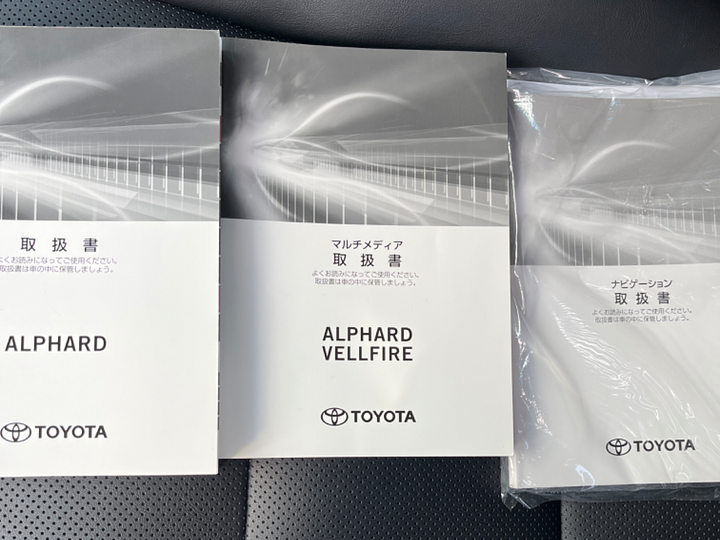 取扱書
よくお読みになってご使用ください。
取扱書は車の中に保管しましょう。
ALPHARD
TOYOTA
マルチメディア
取扱書
よくお読みになってご使用ください。
取扱書は車の中に保管しましょう。
ALPHARD
VELLFIRE
TOYOTA
ナビゲーション
取扱書
よくお読みになってご使用ください。
取扱書は車の中に保管しましょう。
TOYOTA